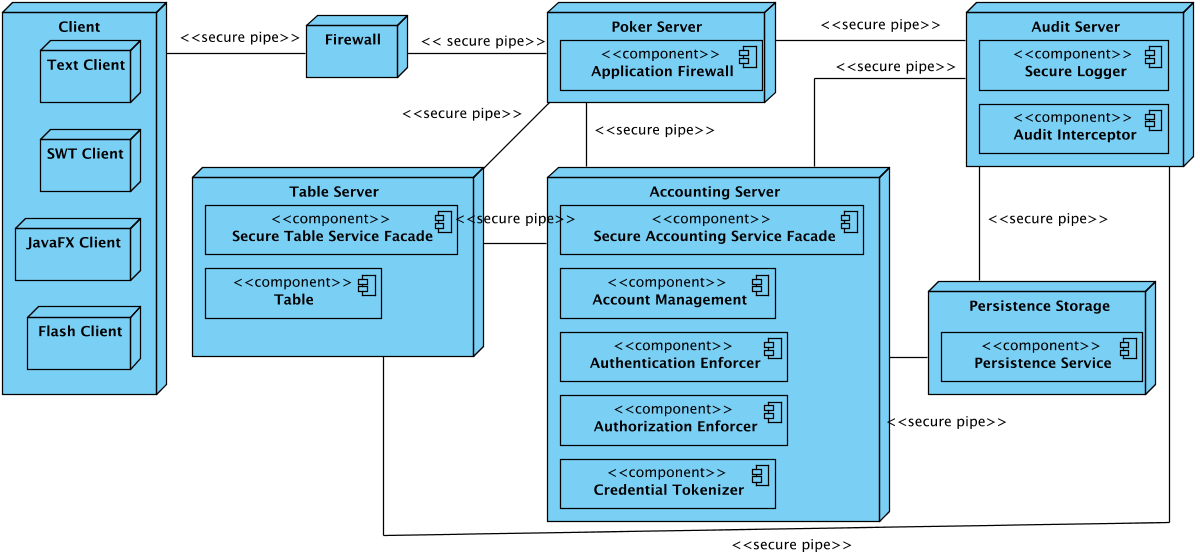 Client
Text Client
SWT Client
JavaFX Client
Flash Client
<<secure pipe>>
Firewall
<< secure pipe>>
Poker Server
<<component>>
Application Firewall
<<secure pipe>>
<<secure pipe>>
Audit Server
<<component>>
Secure Logger
<<component>>
Audit Interceptor
<<secure pipe>>
<<secure pipe>>
Table Server
<<component>>
Secure Table Service Facade
<<component>>
Table
<<secure pipe>>
Accounting Server
<<component>>
Secure Accounting Service Facade
<<component>>
Account Management
<<component>>
Authentication Enforcer
<<component>>
Authorization Enforcer
<<component>>
Credential Tokenizer
<<secure pipe>>
Persistence Storage
<<component>>
Persistence Service
<<secure pipe>>
<<secure pipe>>